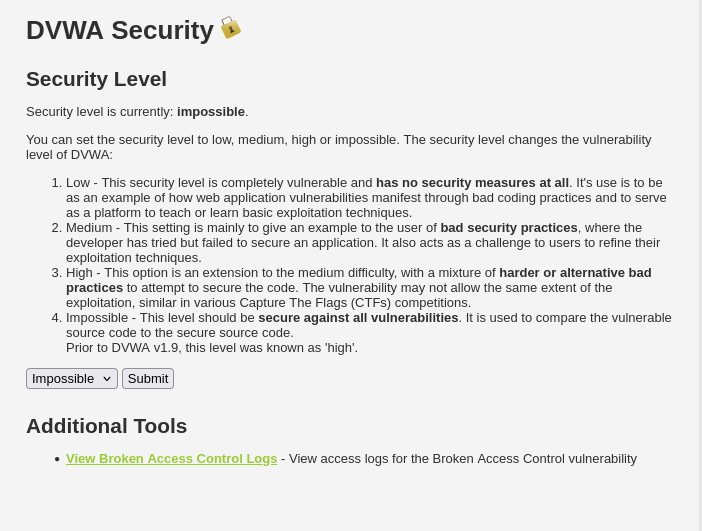 DVWA Security
Security Level
Security level is currently: impossible.
You can set the security level to low, medium, high or impossible. The security level changes the vulnerability
level of DVWA:
1. Low - This security level is completely vulnerable and has no security measures at all. It's use is to be
as an example of how web application vulnerabilities manifest through bad coding practices and to serve
as a platform to teach or learn basic exploitation techniques.
2. Medium - This setting is mainly to give an example to the user of bad security practices, where the
developer has tried but failed to secure an application. It also acts as a challenge to users to refine their
exploitation techniques.
3. High - This option is an extension to the medium difficulty, with a mixture of harder or alternative bad
practices to attempt to secure the code. The vulnerability may not allow the same extent of the
exploitation, similar in various Capture The Flags (CTFs) competitions.
4. Impossible - This level should be secure against all vulnerabilities. It is used to compare the vulnerable
source code to the secure source code.
Prior to DVWA v1.9, this level was known as 'high'.
Impossible Submit
Additional Tools
• View Broken Access Control Logs - View access logs for the Broken Access Control vulnerability